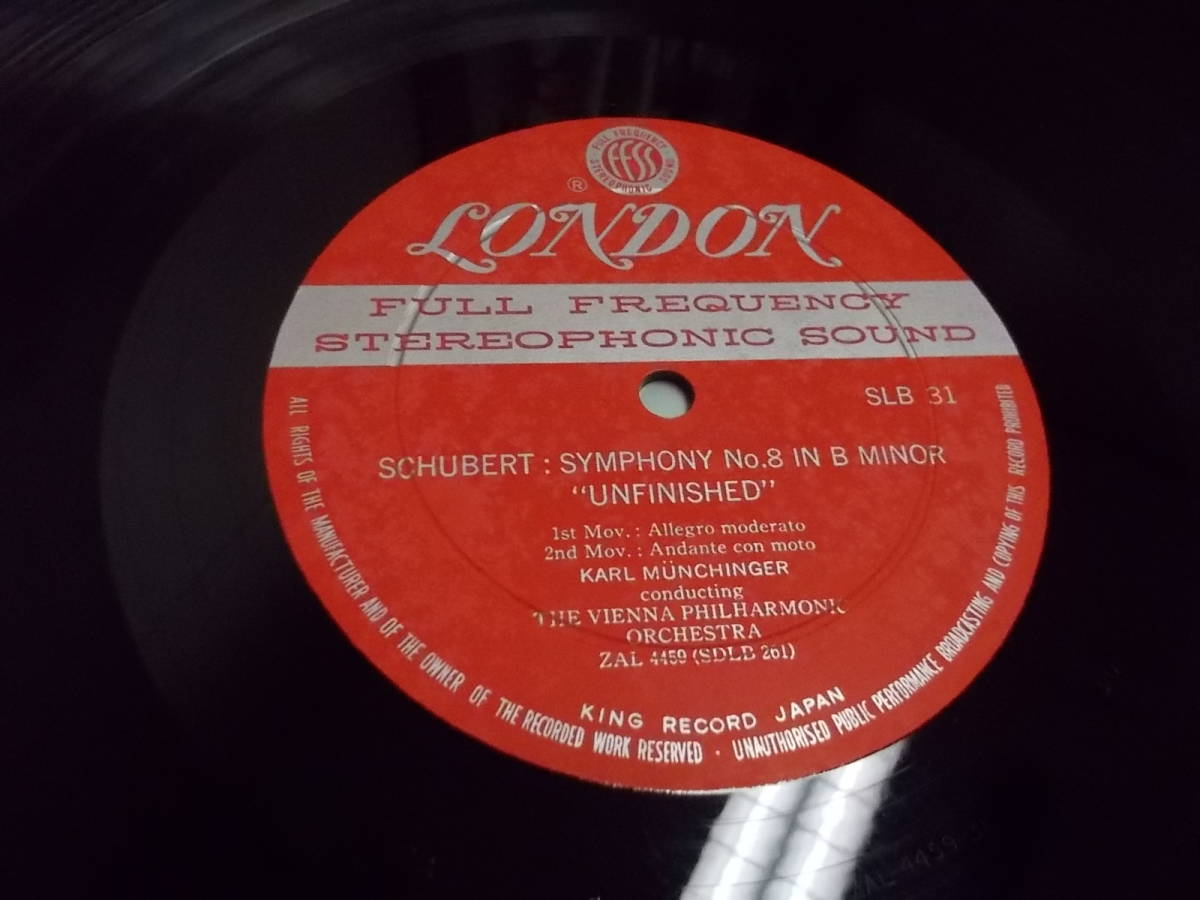 FULL FREQUENCY
STEREOPHONIC SOUND
FFSS
®
LONDON
FULL FREQUENCY
STEREOPHONIC SOUND
SLB 31
SCHUBERT : SYMPHONY No.8 IN B MINOR
"UNFINISHED"
1st Mov. : Allegro moderato
2nd Mov. : Andante con moto
KARL MÜNCHINGER
conducting
THE VIENNA PHILHARMONIC
ORCHESTRA
ZAL 4459 (SDLB 261)
KING RECORD JAPAN
ALL RIGHTS OF THE MANUFACTURER AND OF THE OWNER OF THE RECORDED WORK RESERVED · UNAUTHORISED PUBLIC PERFORMANCE BROADCASTING AND COPYING OF THIS RECORD PROHIBITED